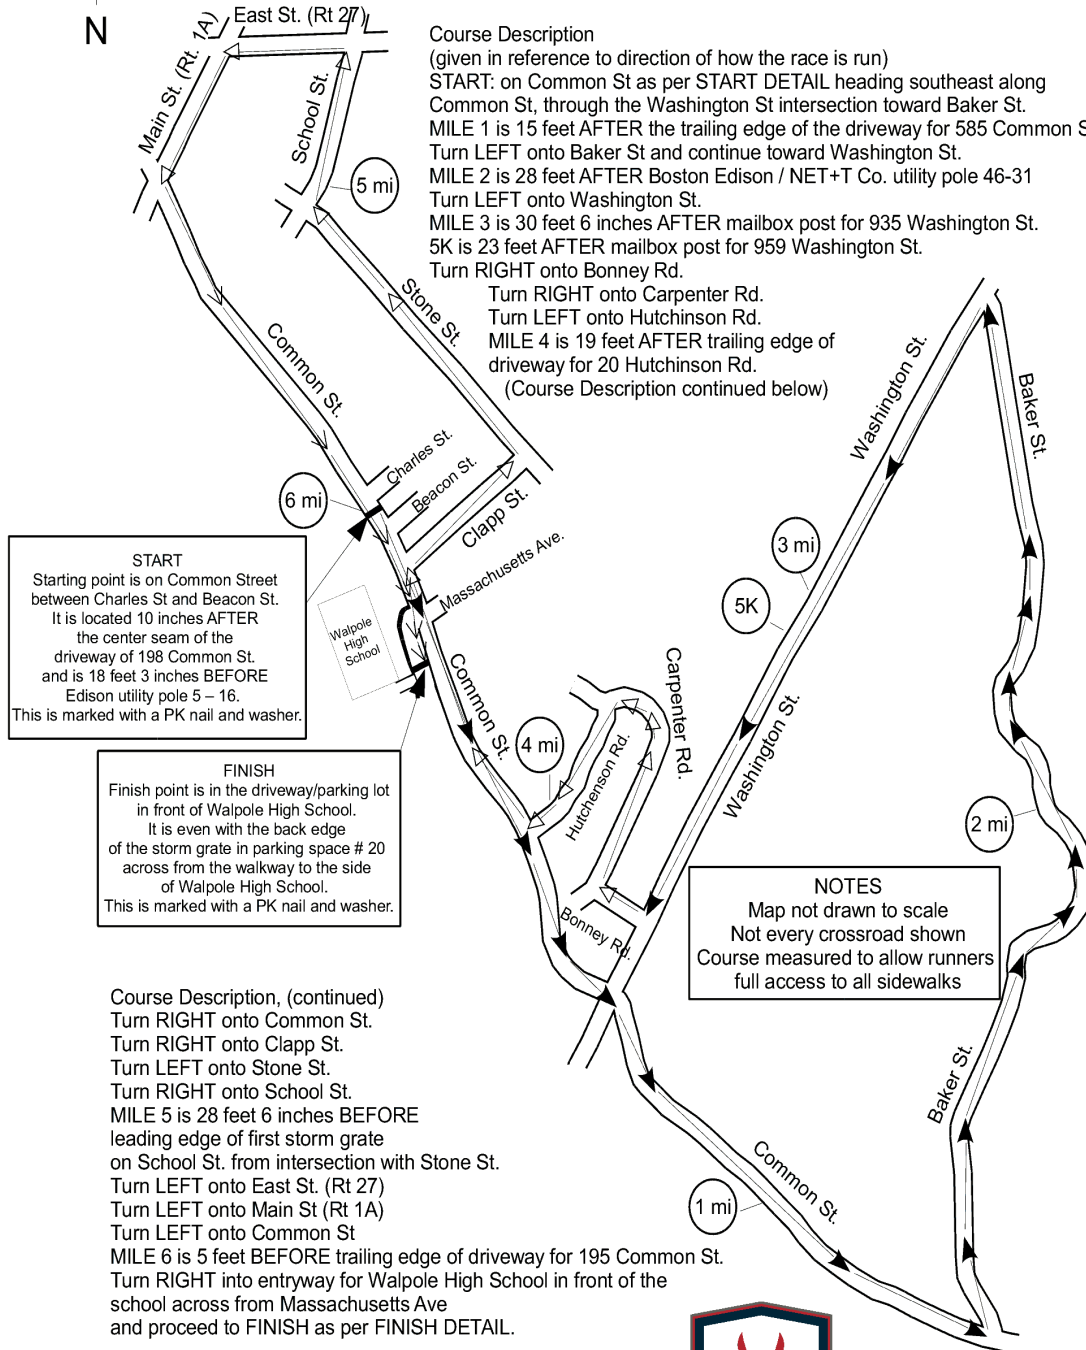 N
East St. (Rt 27)
Main St. (Rt. 1A)
School St.
5 mi
Stone St.
Common St.
Course Description
(given in reference to direction of how the race is run)
START: on Common St as per START DETAIL heading southeast along
Common St, through the Washington St intersection toward Baker St.
MILE 1 is 15 feet AFTER the trailing edge of the driveway for 585 Common S
Turn LEFT onto Baker St and continue toward Washington St.
MILE 2 is 28 feet AFTER Boston Edison / NET+T Co. utility pole 46-31
Turn LEFT onto Washington St.
MILE 3 is 30 feet 6 inches AFTER mailbox post for 935 Washington St.
5K is 23 feet AFTER mailbox post for 959 Washington St.
Turn RIGHT onto Bonney Rd.
Turn RIGHT onto Carpenter Rd.
Turn LEFT onto Hutchinson Rd.
MILE 4 is 19 feet AFTER trailing edge of
driveway for 20 Hutchinson Rd.
(Course Description continued below)
Washington St.
Baker St.
Charles St.
Beacon St.
6 mi
Clapp St.
Massachusetts Ave.
3 mi
5K
START
Starting point is on Common Street
between Charles St and Beacon St.
It is located 10 inches AFTER
the center seam of the
driveway of 198 Common St.
and is 18 feet 3 inches BEFORE
Edison utility pole 5 – 16.
This is marked with a PK nail and washer.
Walpole
High
School
Common St.
Carpenter Rd.
4 mi
Hutchenson Rd.
Washington St.
FINISH
Finish point is in the driveway/parking lot
in front of Walpole High School.
It is even with the back edge
of the storm grate in parking space # 20
across from the walkway to the side
of Walpole High School.
This is marked with a PK nail and washer.
2 mi
Bonney Rd.
NOTES
Map not drawn to scale
Not every crossroad shown
Course measured to allow runners
full access to all sidewalks
Baker St.
Common St.
1 mi
Course Description, (continued)
Turn RIGHT onto Common St.
Turn RIGHT onto Clapp St.
Turn LEFT onto Stone St.
Turn RIGHT onto School St.
MILE 5 is 28 feet 6 inches BEFORE
leading edge of first storm grate
on School St. from intersection with Stone St.
Turn LEFT onto East St. (Rt 27)
Turn LEFT onto Main St (Rt 1A)
Turn LEFT onto Common St
MILE 6 is 5 feet BEFORE trailing edge of driveway for 195 Common St.
Turn RIGHT into entryway for Walpole High School in front of the
school across from Massachusetts Ave
and proceed to FINISH as per FINISH DETAIL.